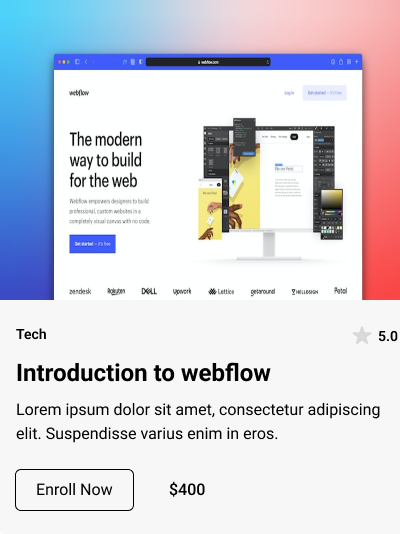 webflow.com
webflow
Log in
Get started — it's free
The modern
way to build
for the web
Webflow empowers designers to build
professional, custom websites in a
completely visual canvas with no code.
Get started — it's free
zendesk Rakuten DELL Upwork Lattice getaround HELLOSIGN Petal
Tech
5.0
Introduction to webflow
Lorem ipsum dolor sit amet, consectetur adipiscing
elit. Suspendisse varius enim in eros.
Enroll Now
$400